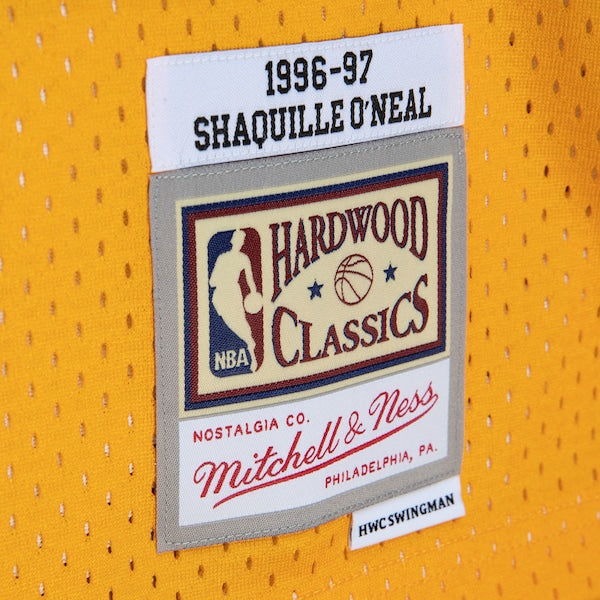 1996-97
SHAQUILLE O'NEAL
HARDWOOD
CLASSICS
NBA
NOSTALGIA CO.
Mitchell & Ness
PHILADELPHIA, PA.
HWC SWINGMAN